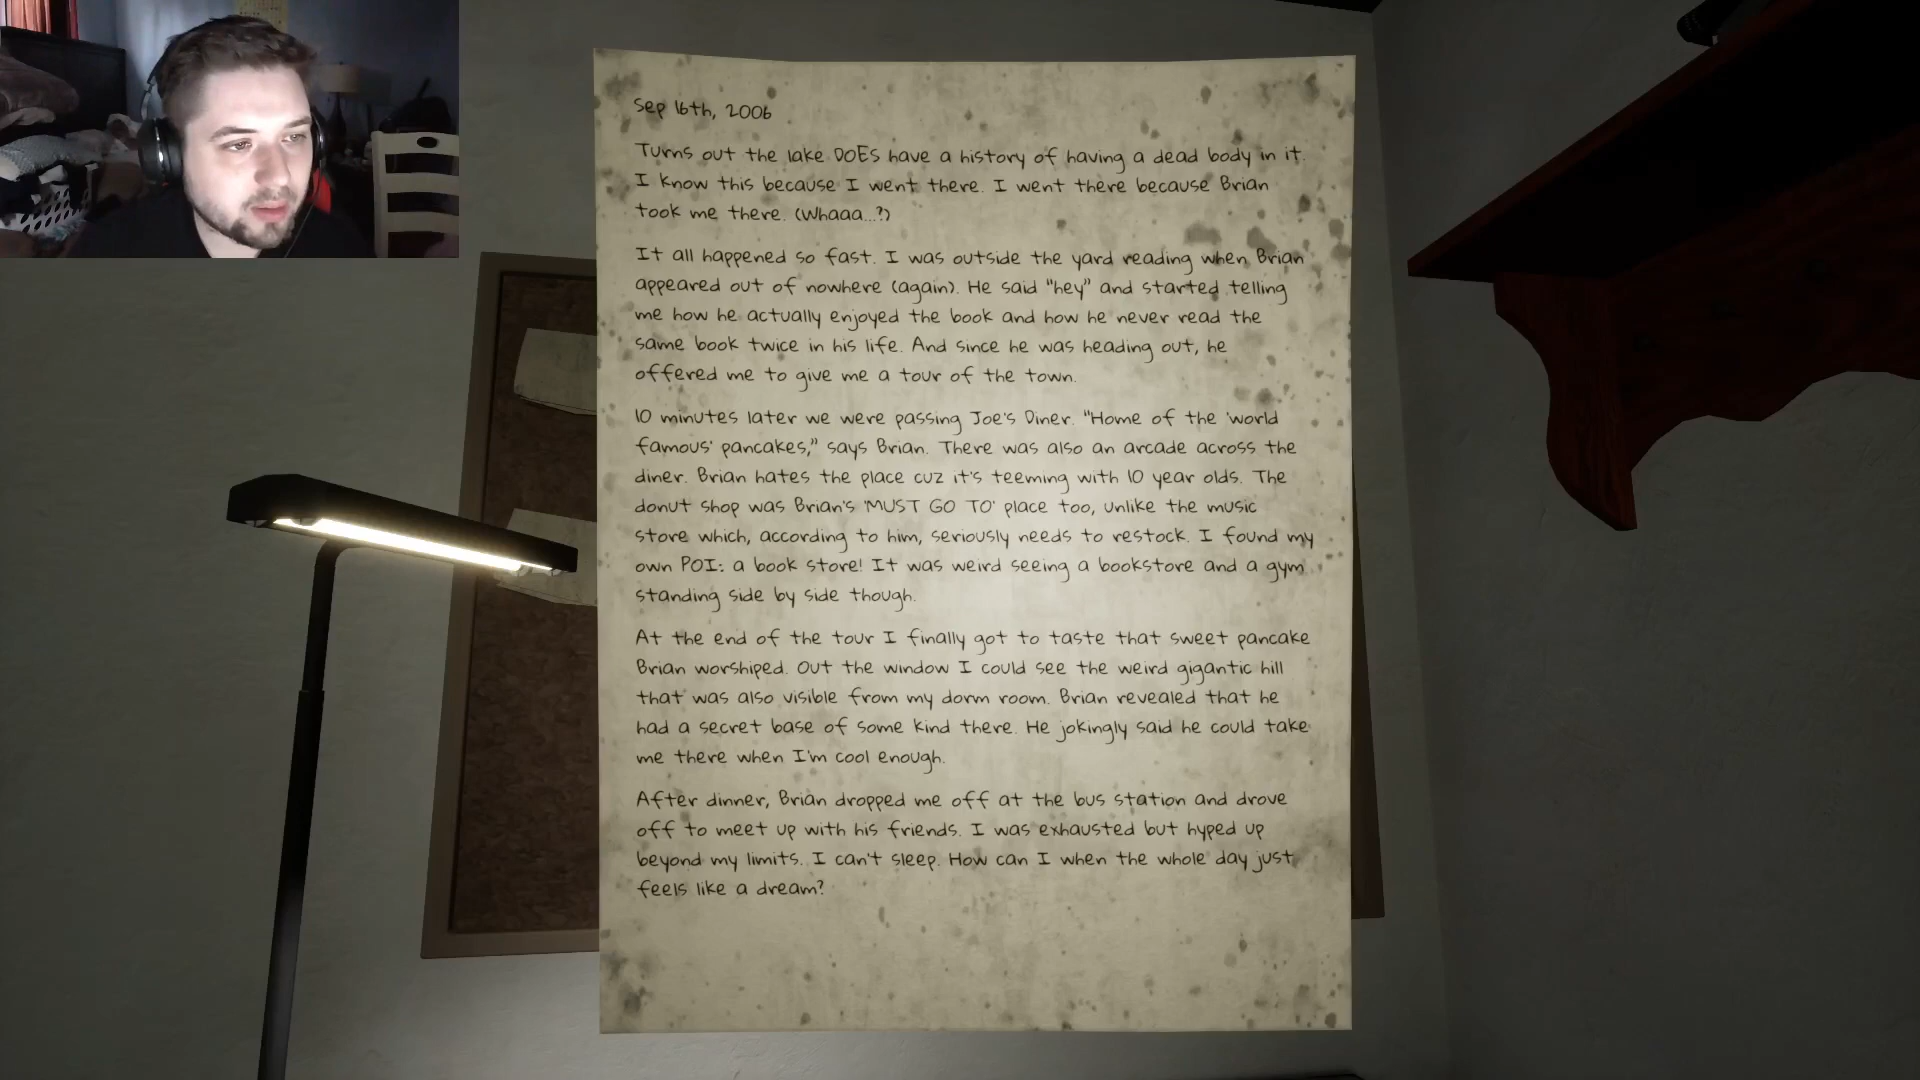 Sep 16th, 2006
Turns out the lake DOES have a history of having a dead body in it.
I know this because I went there. I went there because Brian
took me there. (Whaaa...?)
It all happened so fast. I was outside the yard reading when Brian
appeared out of nowhere (again). He said "hey" and started telling
me how he actually enjoyed the book and how he never read the
same book twice in his life. And since he was heading out, he
offered me to give me a tour of the town.
10 minutes later we were passing Joe's Diner. "Home of the 'world
famous' pancakes," says Brian. There was also an arcade across the
diner. Brian hates the place cuz it's teeming with 10 year olds. The
donut shop was Brian's 'MUST GO TO' place too, unlike the music
store which, according to him, seriously needs to restock. I found my
own POI: a book store! It was weird seeing a bookstore and a gym
standing side by side though.
At the end of the tour I finally got to taste that sweet pancake
Brian worshiped. Out the window I could see the weird gigantic hill
that was also visible from my dorm room. Brian revealed that he
had a secret base of some kind there. He jokingly said he could take
me there when I'm cool enough.
After dinner, Brian dropped me off at the bus station and drove
off to meet up with his friends. I was exhausted but hyped up
beyond my limits. I can't sleep. How can I when the whole day just
feels like a dream?